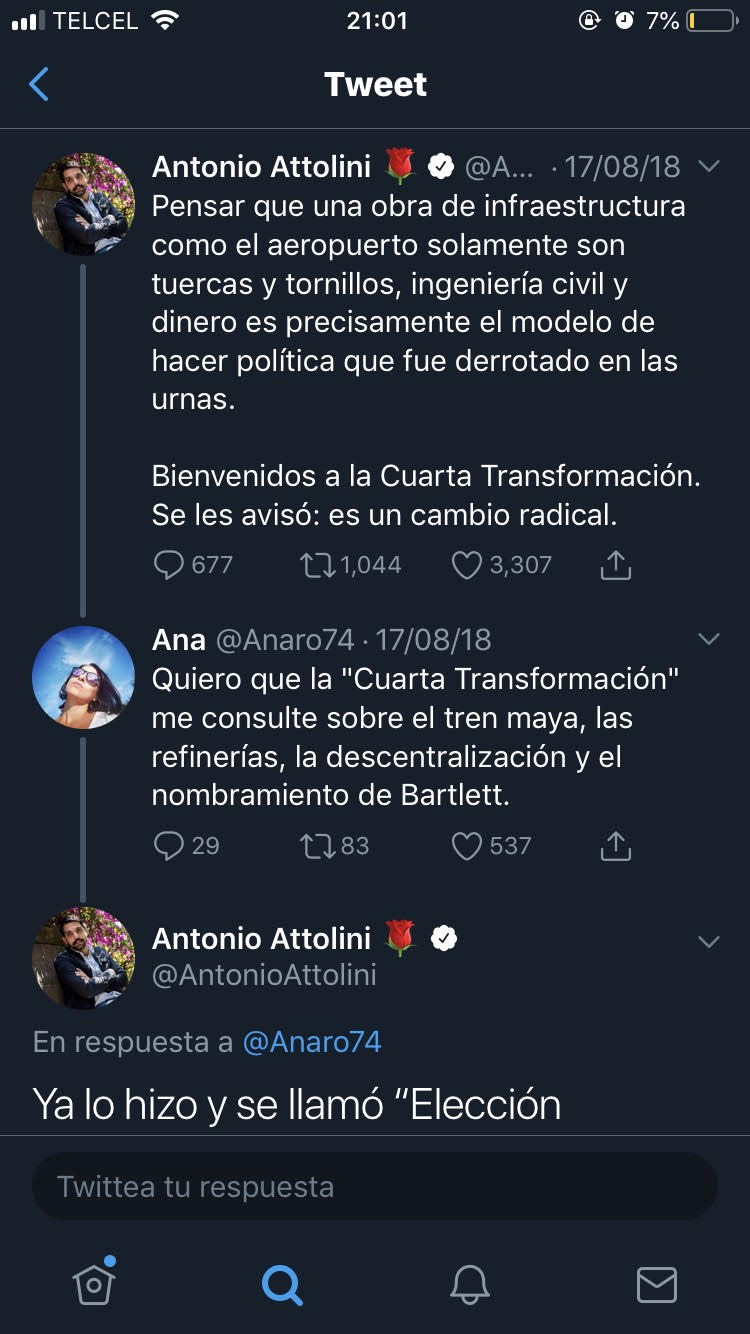 TELCEL 21:01 7%
Tweet
Antonio Attolini 🌹 @A... · 17/08/18
Pensar que una obra de infraestructura
como el aeropuerto solamente son
tuercas y tornillos, ingeniería civil y
dinero es precisamente el modelo de
hacer política que fue derrotado en las
urnas.
Bienvenidos a la Cuarta Transformación.
Se les avisó: es un cambio radical.
677 1,044 3,307
Ana @Anaro74 · 17/08/18
Quiero que la "Cuarta Transformación"
me consulte sobre el tren maya, las
refinerías, la descentralización y el
nombramiento de Bartlett.
29 83 537
Antonio Attolini 🌹
@AntonioAttolini
En respuesta a @Anaro74
Ya lo hizo y se llamó “Elección
Twittea tu respuesta